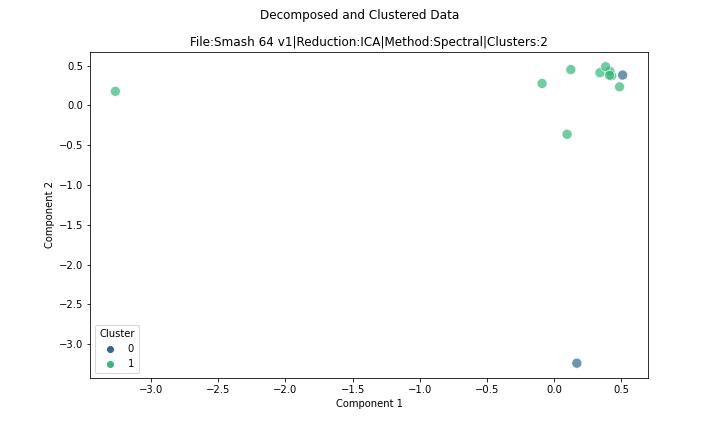 Decomposed and Clustered Data
File:Smash 64 v1|Reduction:ICA|Method:Spectral|Clusters:2
0.5
0.0
−0.5
−1.0
−1.5
−2.0
−2.5
−3.0
Component 2
Cluster
0
1
−3.0 −2.5 −2.0 −1.5 −1.0 −0.5 0.0 0.5
Component 1